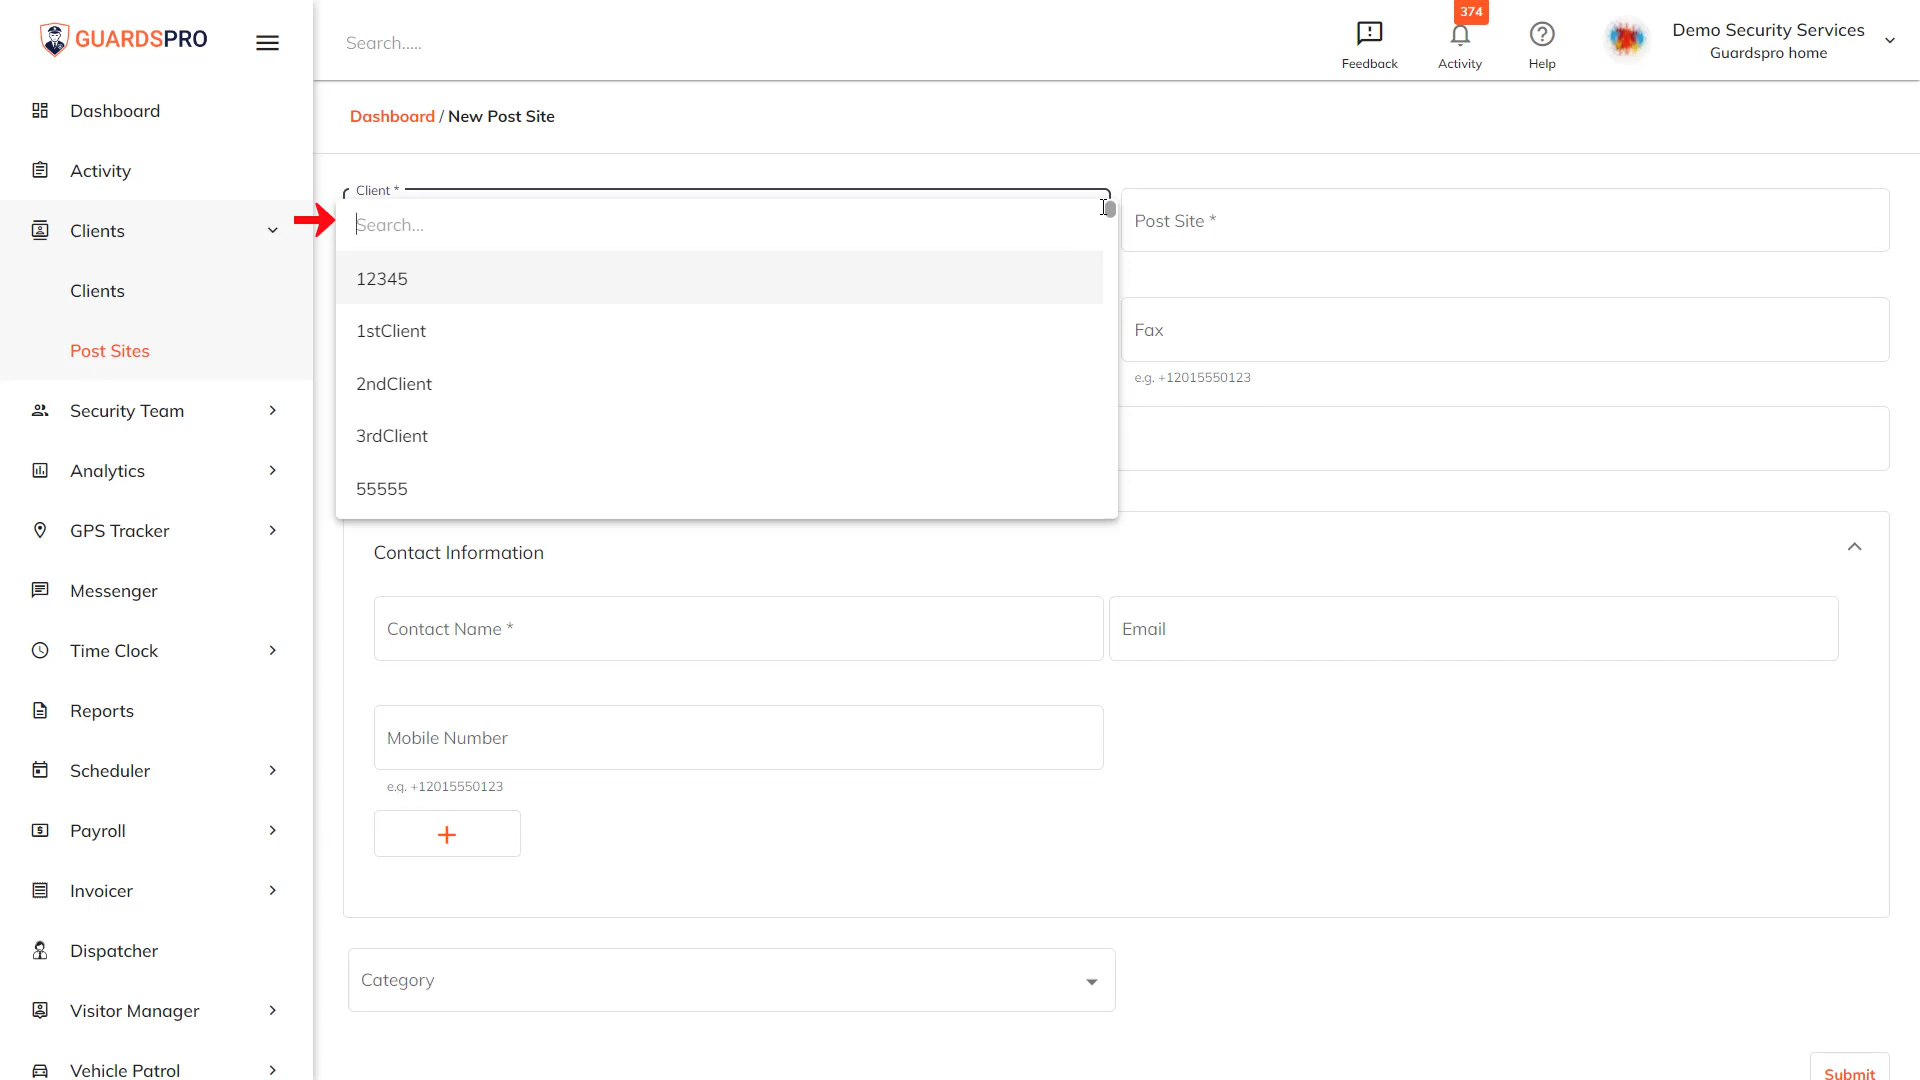 GUARDSPRO
Search.....
374
Feedback
Activity
Help
Demo Security Services
Guardspro home
Dashboard
Activity
Clients
Clients
Post Sites
Security Team
Analytics
GPS Tracker
Messenger
Time Clock
Reports
Scheduler
Payroll
Invoicer
Dispatcher
Visitor Manager
Vehicle Patrol
Dashboard / New Post Site
Client *
Search...
12345
1stClient
2ndClient
3rdClient
55555
Post Site *
Fax
e.g. +12015550123
Contact Information
Contact Name *
Email
Mobile Number
e.g. +12015550123
+
Category
Submit